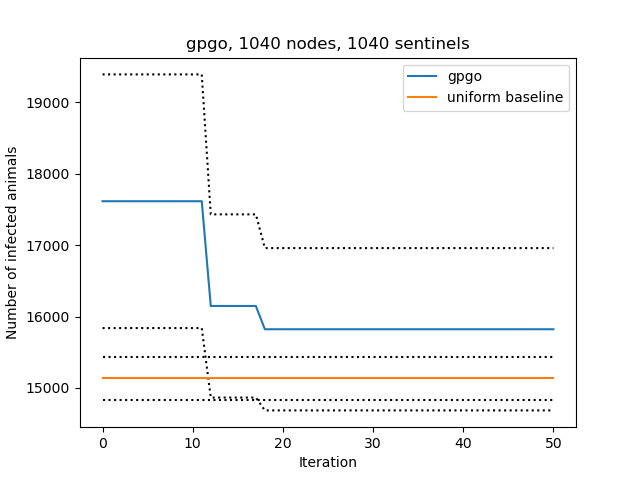 gpgo, 1040 nodes, 1040 sentinels
gpgo
uniform baseline
Number of infected animals
19000
18000
17000
16000
15000
0 10 20 30 40 50
Iteration